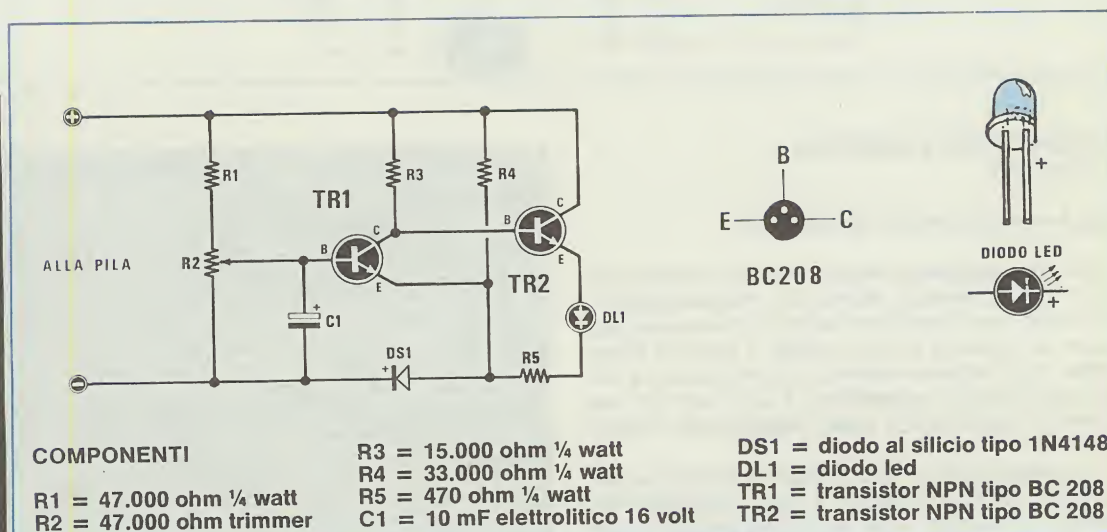 R1
R3
R4
TR1
C
B
E
C
B
E
TR2
ALLA PILA
R2
+
C1
DL1
DS1
+
R5
B
E
C
BC208
+
DIODO LED
+
COMPONENTI
R1 = 47.000 ohm ¼ watt
R2 = 47.000 ohm trimmer
R3 = 15.000 ohm ¼ watt
R4 = 33.000 ohm ¼ watt
R5 = 470 ohm ¼ watt
C1 = 10 mF elettrolitico 16 volt
DS1 = diodo al silicio tipo 1N4148
DL1 = diodo led
TR1 = transistor NPN tipo BC 208
TR2 = transistor NPN tipo BC 208